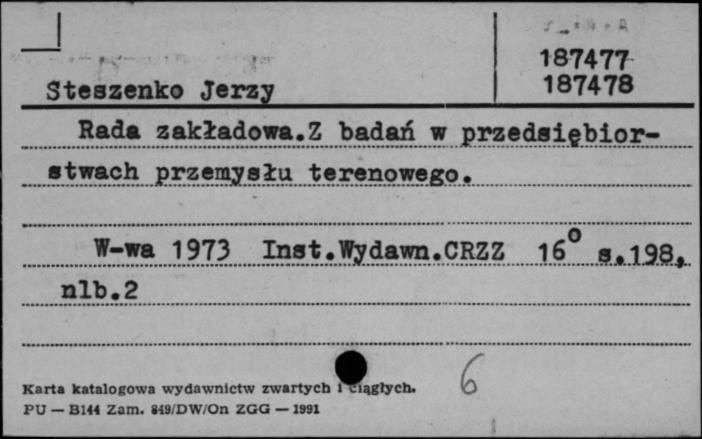 187477
Steszenko Jerzy 187478
Rada zakładowa.Z badań w przedsiębior-
stwach przemysłu terenowego.
W-wa 1973 Inst.Wydawn.CRZZ 16° s.198,
nlb.2
Karta katalogowa wydawnictw zwartych i ciągłych. 6
PU — B144 Zam. 849/DW/On ZGG — 1991